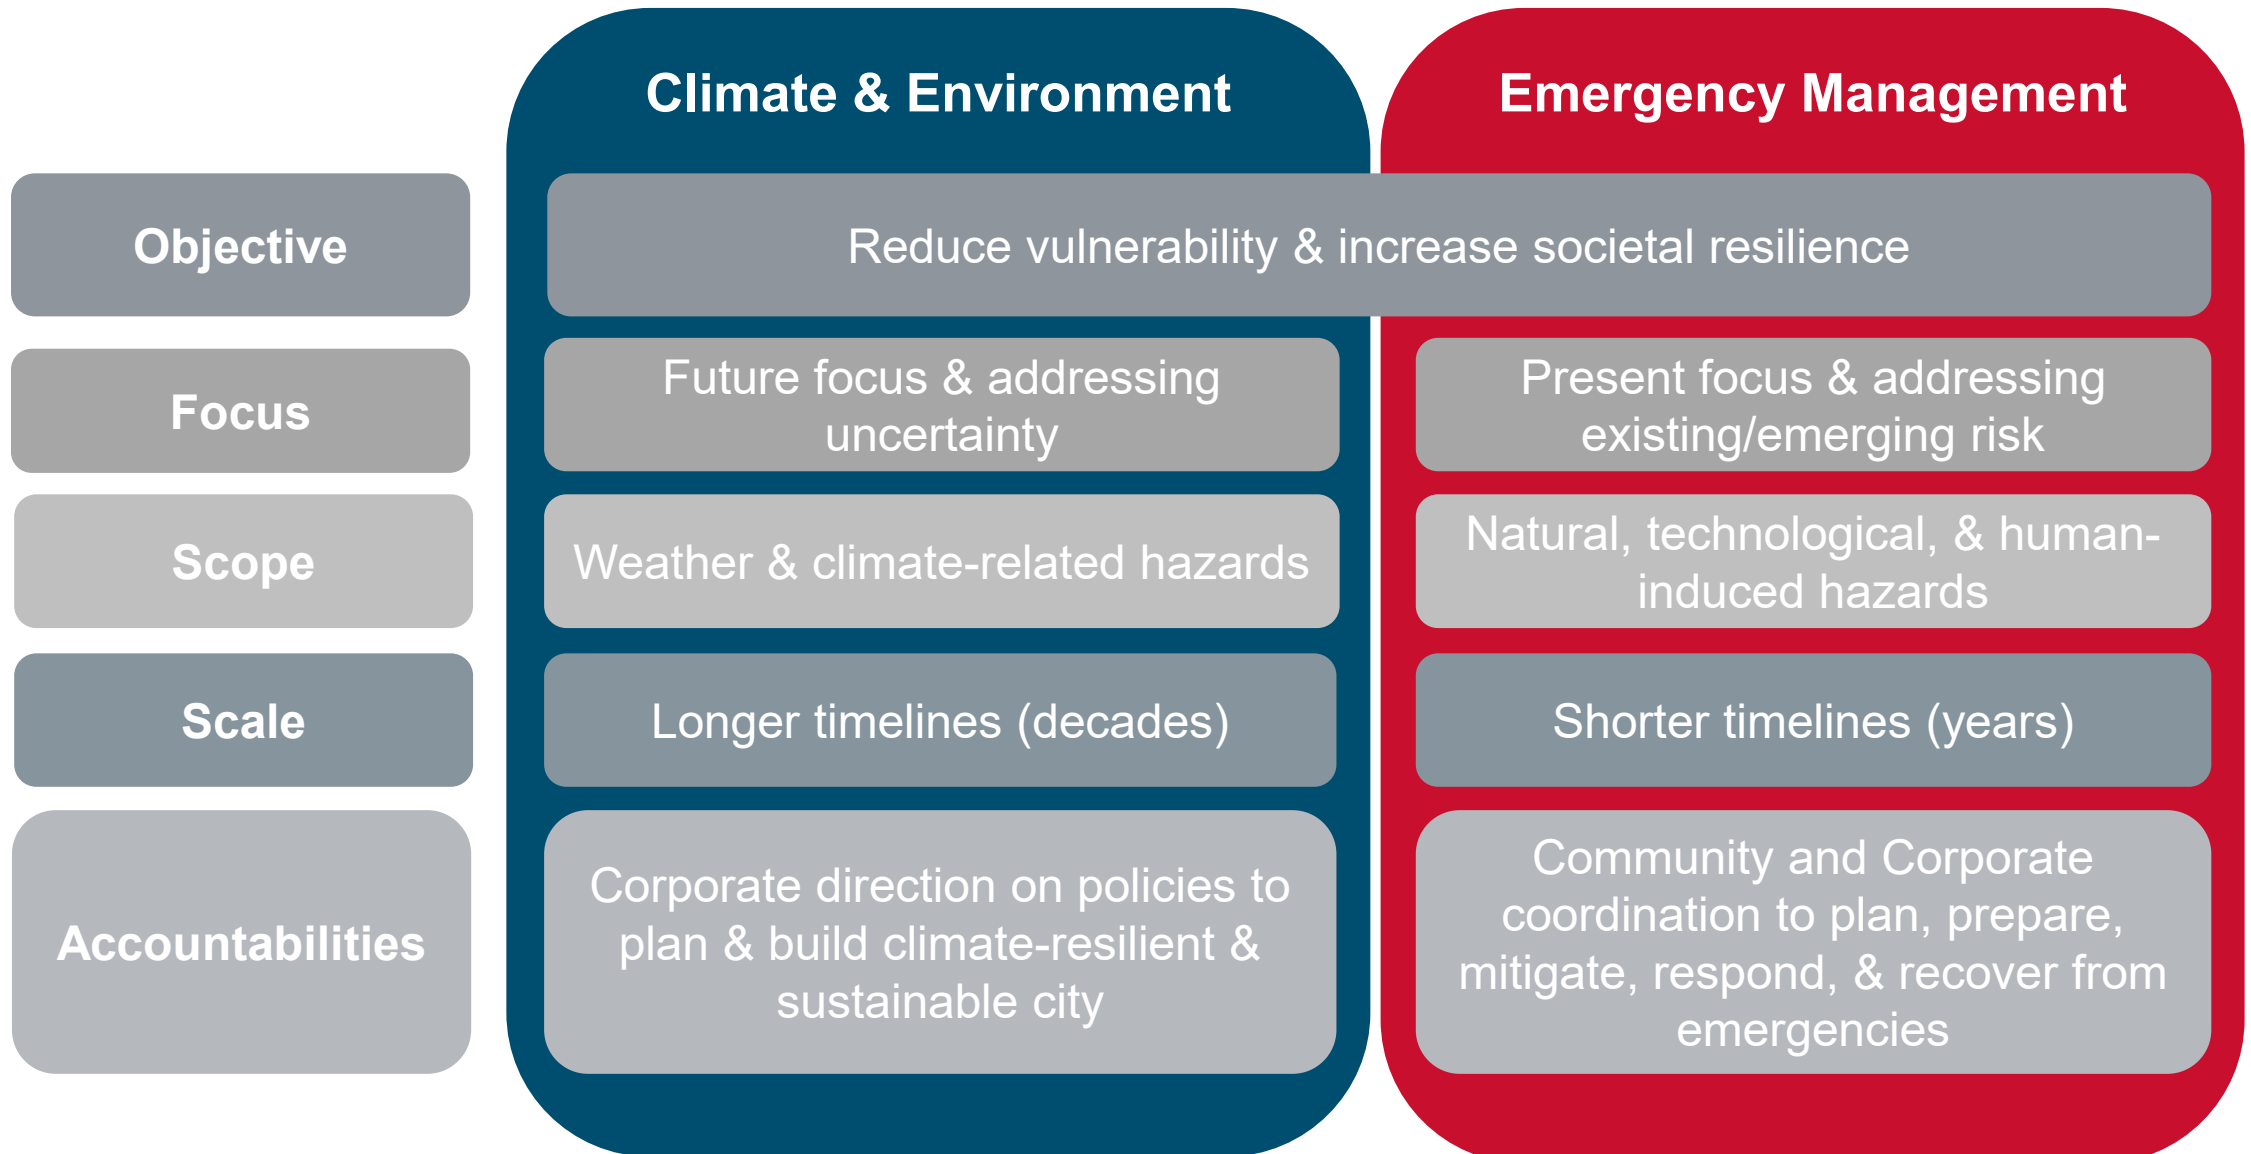 Climate & Environment
Emergency Management
Objective
Reduce vulnerability & increase societal resilience
Focus
Future focus & addressing
uncertainty
Present focus & addressing
existing/emerging risk
Scope
Weather & climate-related hazards
Natural, technological, & human-
induced hazards
Scale
Longer timelines (decades)
Shorter timelines (years)
Accountabilities
Corporate direction on policies to
plan & build climate-resilient &
sustainable city
Community and Corporate
coordination to plan, prepare,
mitigate, respond, & recover from
emergencies